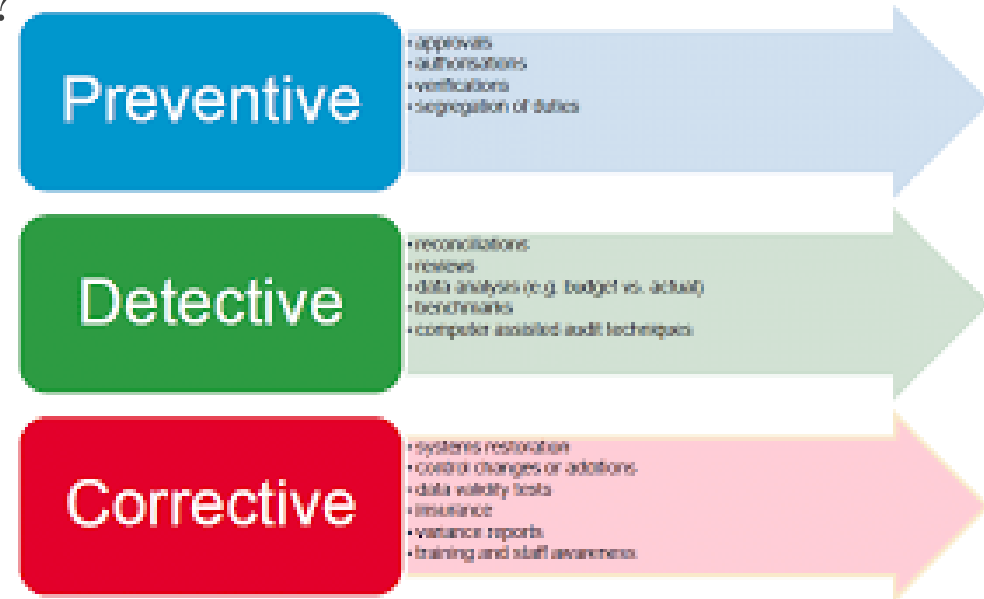 ?
Preventive
• approvals
• authorisations
• verifications
• segregation of duties
Detective
• reconciliations
• reviews
• data analysis (e.g. budget vs. actual)
• benchmarks
• computer assisted audit techniques
Corrective
• systems restoration
• control changes or additions
• data validity tests
• insurance
• variance reports
• training and staff awareness